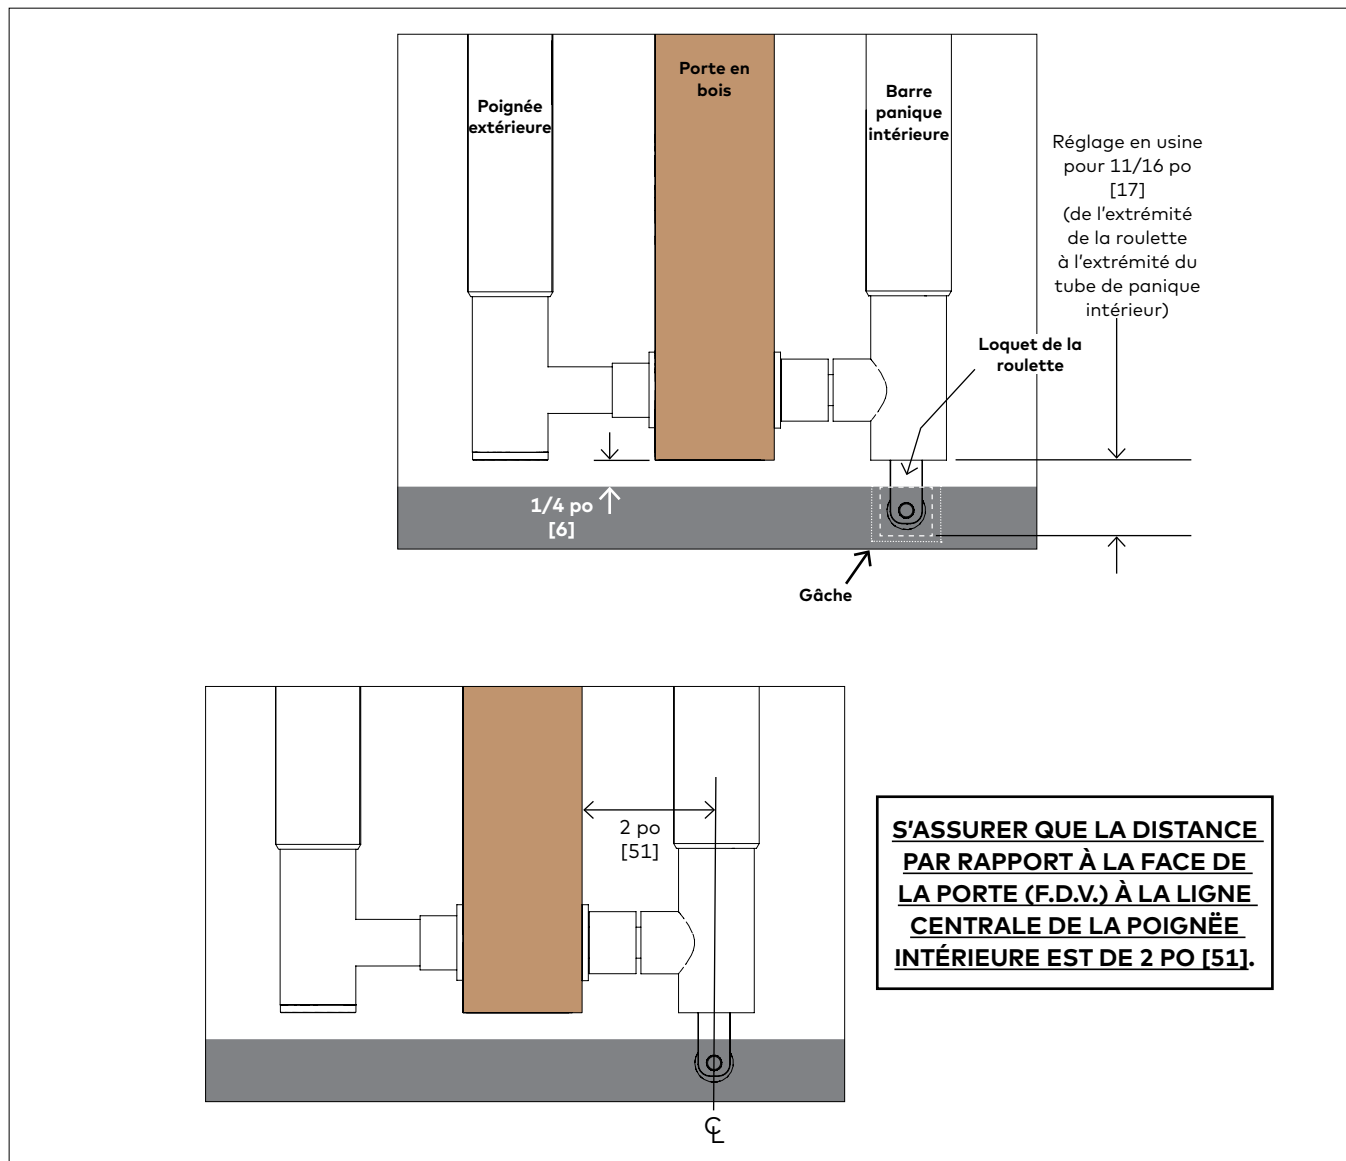 Poignée
extérieure
Porte en
bois
Barre
panique
intérieure
Réglage en usine
pour 11/16 po
[17]
(de l'extrémité
de la roulette
à l'extrémité du
tube de panique
intérieur)
Loquet de la
roulette
1/4 po
[6]
Gâche
2 po
[51]
S'ASSURER QUE LA DISTANCE
PAR RAPPORT À LA FACE DE
LA PORTE (F.D.V.) À LA LIGNE
CENTRALE DE LA POIGNËE
INTÉRIEURE EST DE 2 PO [51].
℄